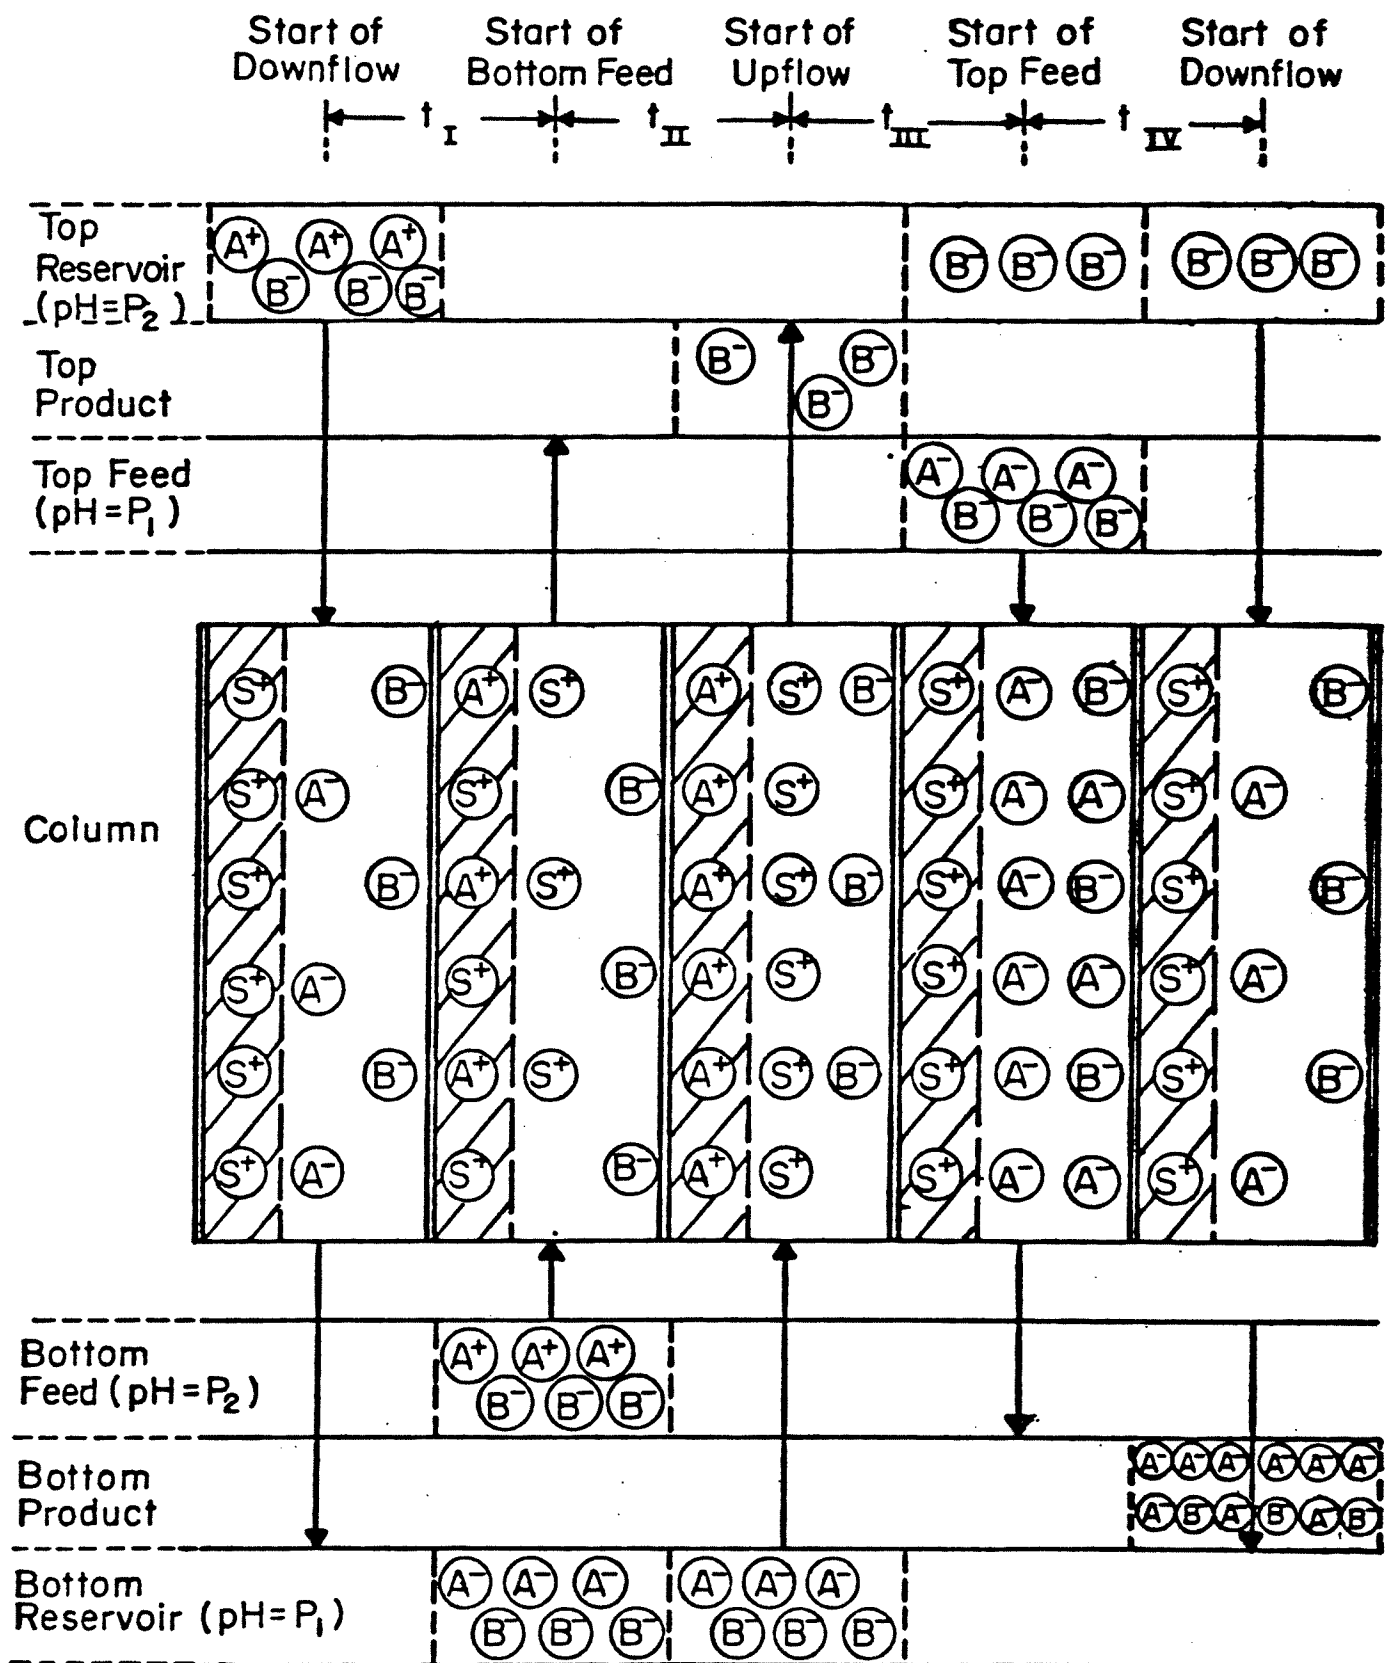 Start of
Downflow
Start of
Bottom Feed
Start of
Upflow
Start of
Top Feed
Start of
Downflow
t I
t II
t III
t IV
Top
Reservoir
(pH=P2)
A+ A+ A+
B- B- B-
B- B- B-
B- B- B-
Top
Product
B- B-
B-
Top Feed
(pH=P1)
A- A- A-
B- B- B-
Column
S+ B- A+ S+ A+ S+ B- S+ A- B- S+ B-
S+ A- S+ B- A+ S+ S+ A- A- S+ A-
S+ B- A+ S+ A+ S+ B- S+ A- B- S+ B-
S+ A- S+ B- A+ S+ S+ A- A- S+ A-
S+ B- A+ S+ A+ S+ B- S+ A- B- S+ B-
S+ A- S+ B- A+ S+ S+ A- A- S+ A-
Bottom
Feed (pH=P2)
A+ A+ A+
B- B- B-
Bottom
Product
A- A- A- A- A- A-
A- B- A- B- A- B-
Bottom
Reservoir (pH=P1)
A- A- A- A- A- A-
B- B- B- B- B- B-